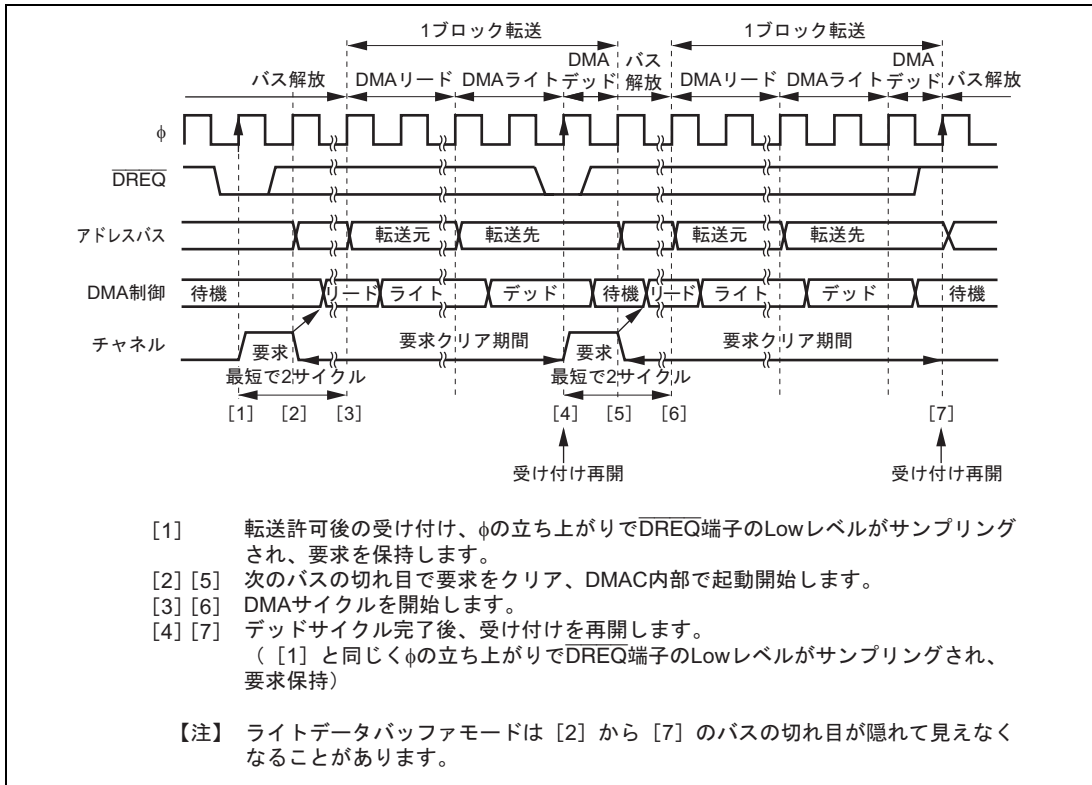 1ブロック転送 1ブロック転送
バス解放 DMAリード DMAライト DMAデッド バス解放 DMAリード DMAライト DMAデッド バス解放
φ
DREQ
アドレスバス 転送元 転送先 転送元 転送先
DMA制御 待機 リード ライト デッド 待機 リード ライト デッド 待機
チャネル 要求 要求クリア期間 要求 要求クリア期間
最短で2サイクル 最短で2サイクル
[1] [2] [3] [4] [5] [6] [7]
受け付け再開 受け付け再開
[1] 転送許可後の受け付け、φの立ち上がりでDREQ端子のLowレベルがサンプリング
され、要求を保持します。
[2] [5] 次のバスの切れ目で要求をクリア、DMAC内部で起動開始します。
[3] [6] DMAサイクルを開始します。
[4] [7] デッドサイクル完了後、受け付けを再開します。
([1]と同じくφの立ち上がりでDREQ端子のLowレベルがサンプリングされ、
要求保持)
【注】 ライトデータバッファモードは[2]から[7]のバスの切れ目が隠れて見えなく
なることがあります。